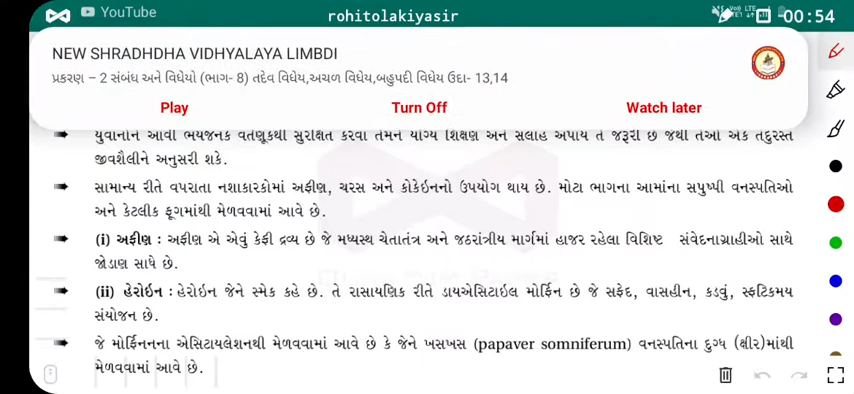 YouTube
rohitolakiyasir
00:54
NEW SHRADHDHA VIDHYALAYA LIMBDI
પ્રકરણ – 2 સંબંધ અને વિધેયો (ભાગ- 8) તદેવ વિધેય,અચળ વિધેય,બહુપદી વિધેય ઉદા- 13,14
Play Turn Off Watch later
યુવાનોને આવી ભયજનક વર્તણૂકથી સુરક્ષિત કરવા તેમને યોગ્ય શિક્ષણ અને સલાહ અપાય તે જરૂરી છે જેથી તેઓ એક તંદુરસ્ત
જીવશૈલીને અનુસરી શકે.
સામાન્ય રીતે વપરાતા નશાકારકોમાં અફીણ, ચરસ અને કોકેઇનનો ઉપયોગ થાય છે. મોટા ભાગના આમાંના સપુષ્પી વનસ્પતિઓ
અને કેટલીક ફૂગમાંથી મેળવવામાં આવે છે.
(i) અફીણ : અફીણ એ એવું કેફી દ્રવ્ય છે જે મધ્યસ્થ ચેતાતંત્ર અને જઠરાંત્રીય માર્ગમાં હાજર રહેલા વિશિષ્ટ સંવેદનાગ્રાહીઓ સાથે
જોડાણ સાધે છે.
(ii) હેરોઇન : હેરોઇન જેને સ્મેક કહે છે. તે રાસાયણિક રીતે ડાયએસિટાઇલ મોર્ફિન છે જે સફેદ, વાસહીન, કડવું, સ્ફટિકમય
સંયોજન છે.
જે મોર્ફિનના એસિટાયલેશનથી મેળવવામાં આવે છે કે જેને ખસખસ (papaver somniferum) વનસ્પતિના દુગ્ધ (ક્ષીર)માંથી
મેળવવામાં આવે છે.